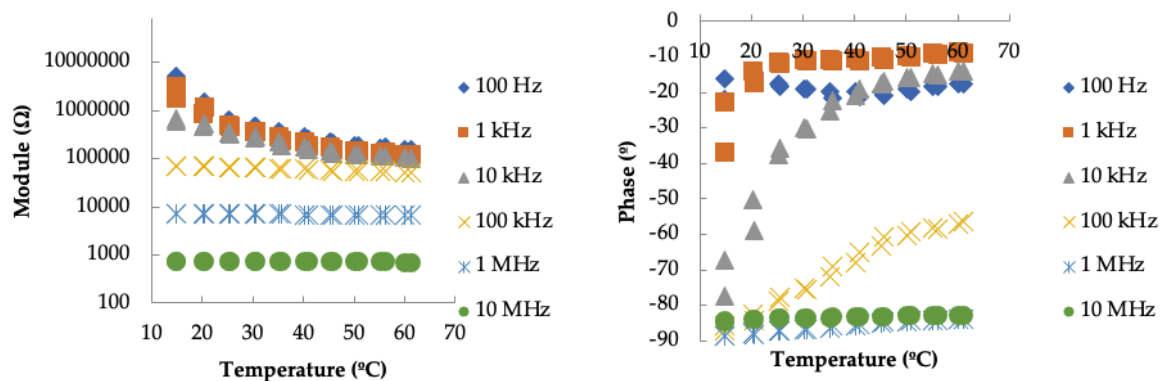 Module (Ω)
10000000
1000000
100000
10000
1000
100
10 20 30 40 50 60 70
Temperature (ºC)
100 Hz
1 kHz
10 kHz
100 kHz
1 MHz
10 MHz
Phase (º)
0
-10
-20
-30
-40
-50
-60
-70
-80
-90
10 20 30 40 50 60 70
Temperature (ºC)
100 Hz
1 kHz
10 kHz
100 kHz
1 MHz
10 MHz